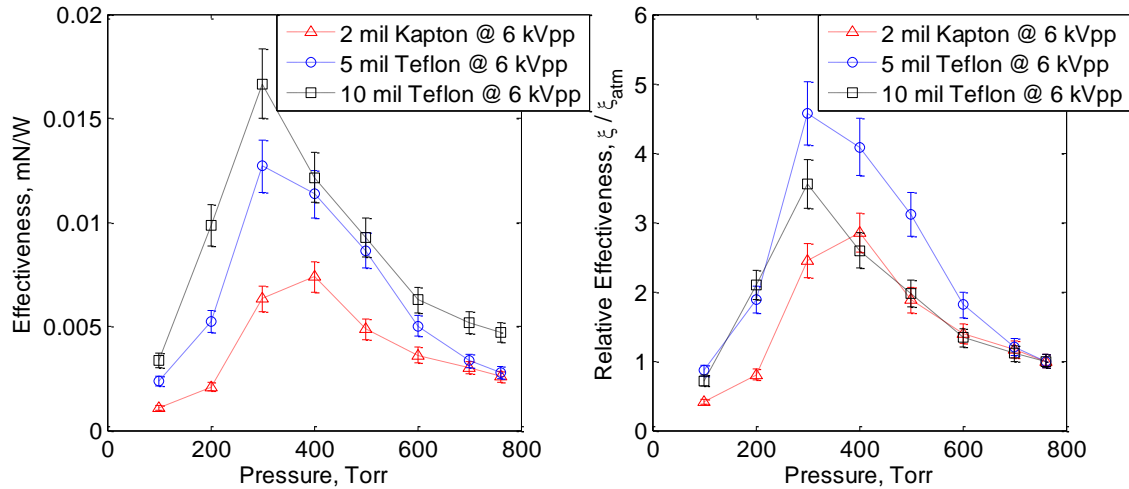 Effectiveness, mN/W
0.02
0.015
0.01
0.005
0
0
200
400
600
800
Pressure, Torr
2 mil Kapton @ 6 kVpp
5 mil Teflon @ 6 kVpp
10 mil Teflon @ 6 kVpp
Relative Effectiveness, ξ / ξatm
6
5
4
3
2
1
0
0
200
400
600
800
Pressure, Torr
2 mil Kapton @ 6 kVpp
5 mil Teflon @ 6 kVpp
10 mil Teflon @ 6 kVpp